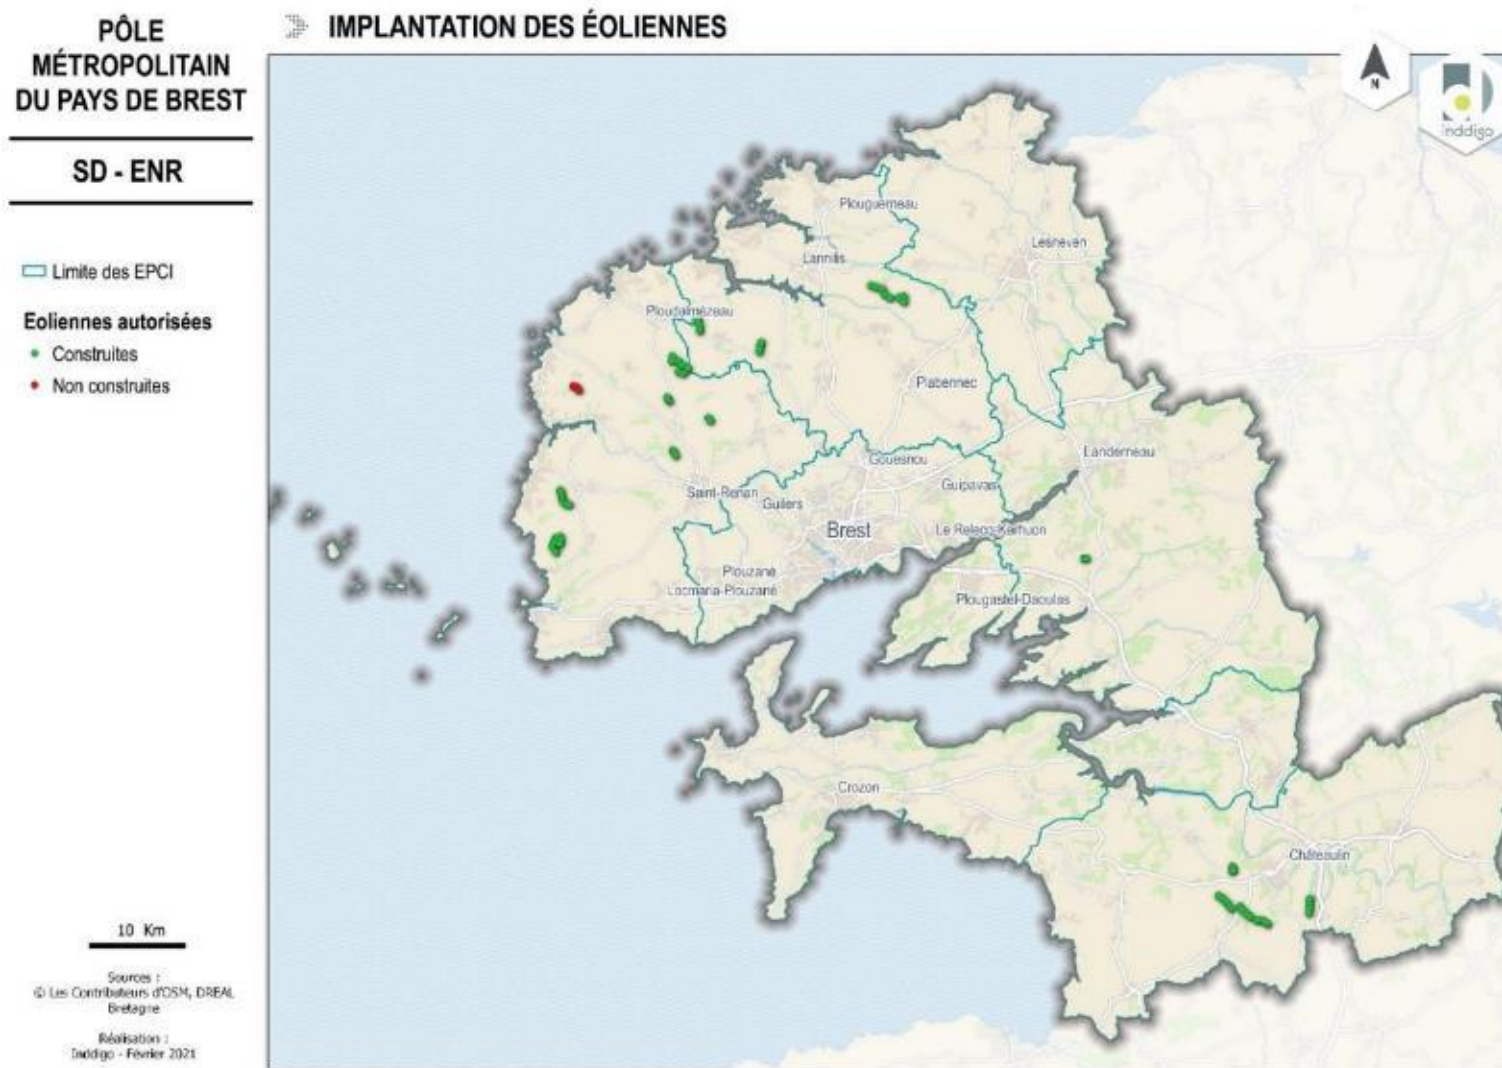 PÔLE
MÉTROPOLITAIN
DU PAYS DE BREST
SD - ENR
Limite des EPCI
Eoliennes autorisées
Construites
Non construites
10 Km
Sources :
© Les Contributeurs d'OSM, DREAL
Bretagne
Réalisation :
Inddigo - Février 2021
IMPLANTATION DES ÉOLIENNES
N
inddigo
Plouguerneau
Lesneven
Lannilis
Ploudalmézeau
Plabennec
Landerneau
Gouesnou
Guipavas
Saint-Renan
Guilers
Brest
Le Relecq-Kerhuon
Plouzané
Locmaria-Plouzané
Plougastel-Daoulas
Crozon
Châteaulin